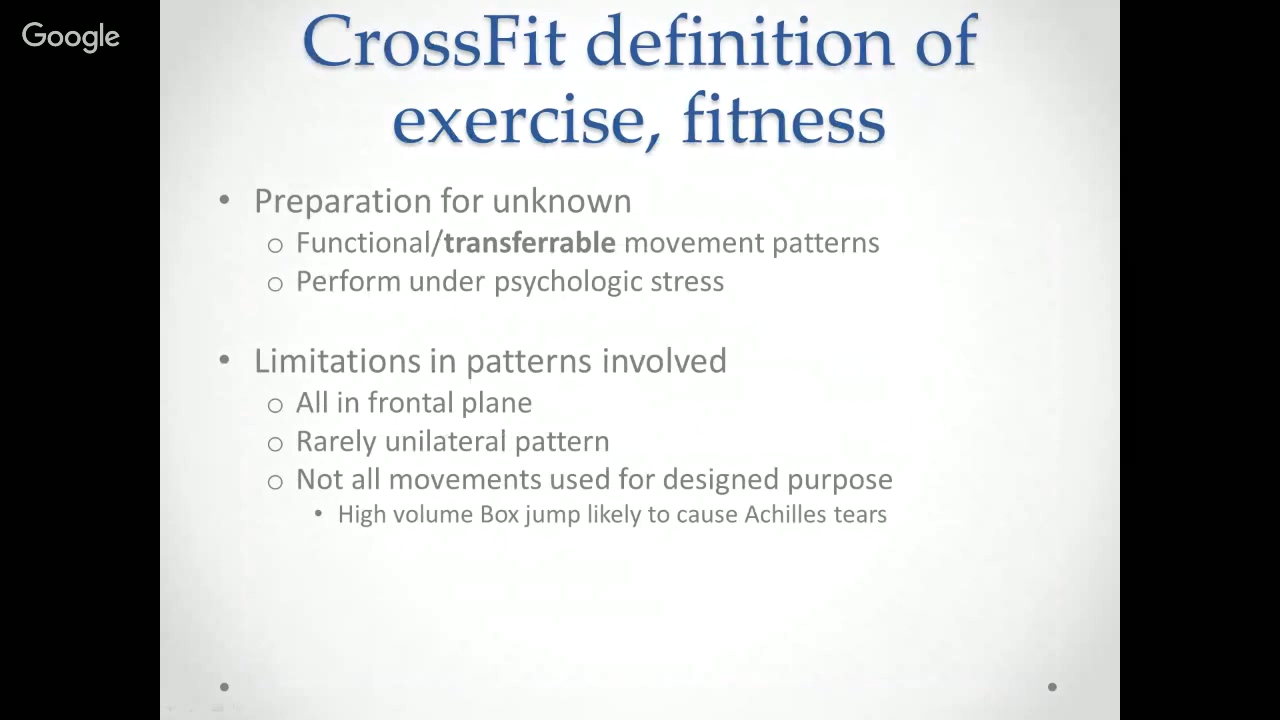 Google
CrossFit definition of
exercise, fitness
• Preparation for unknown
o Functional/transferrable movement patterns
o Perform under psychologic stress
• Limitations in patterns involved
o All in frontal plane
o Rarely unilateral pattern
o Not all movements used for designed purpose
• High volume Box jump likely to cause Achilles tears